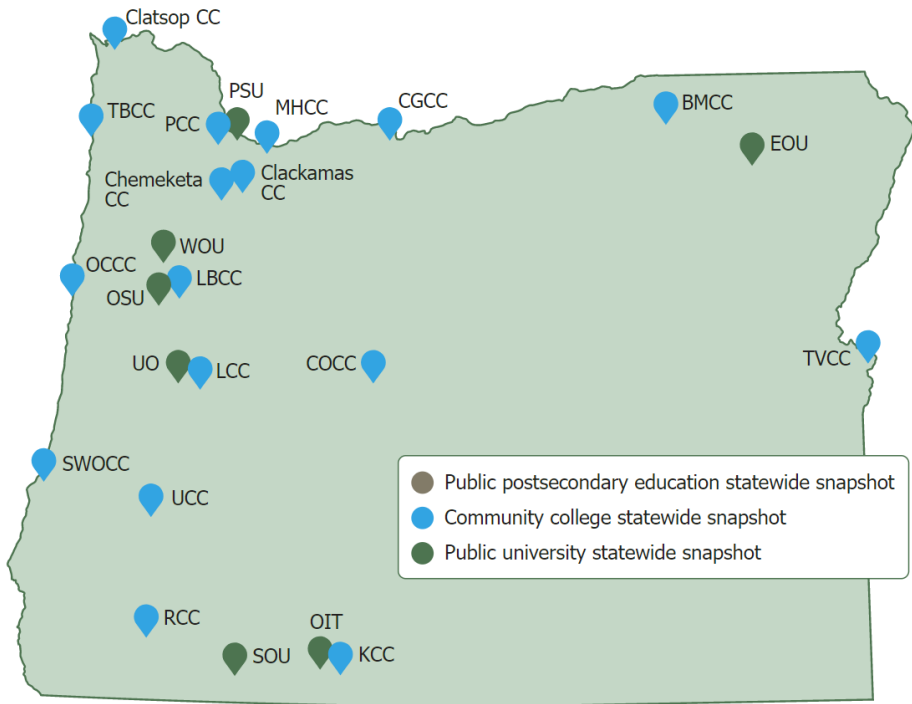 Clatsop CC
PSU
MHCC
CGCC
BMCC
TBCC
PCC
EOU
Chemeketa
CC
Clackamas
CC
WOU
OCCC
LBCC
OSU
UO
LCC
COCC
TVCC
SWOCC
UCC
Public postsecondary education statewide snapshot
Community college statewide snapshot
Public university statewide snapshot
RCC
OIT
SOU
KCC